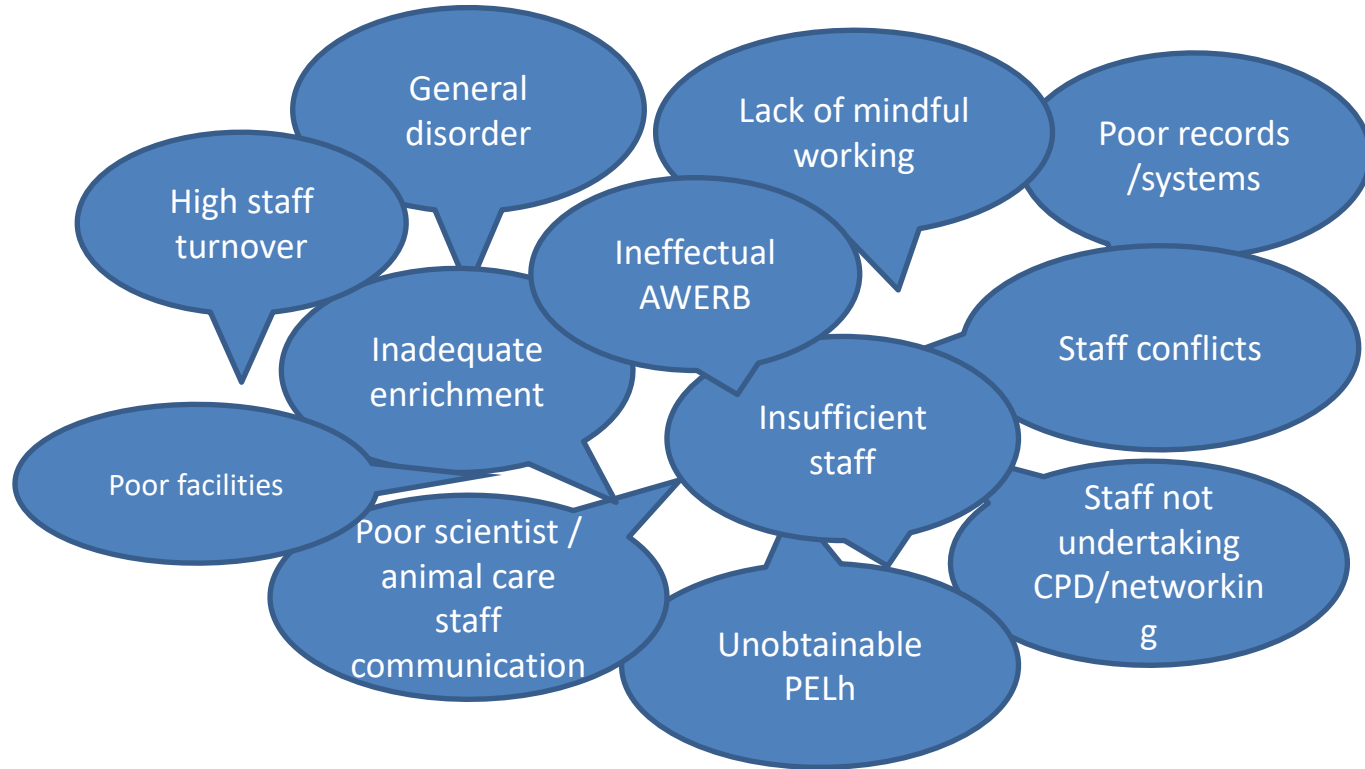 General
disorder
Lack of mindful
working
Poor records
/systems
High staff
turnover
Ineffectual
AWERB
Inadequate
enrichment
Staff conflicts
Insufficient
staff
Poor facilities
Poor scientist /
animal care
staff
communication
Staff not
undertaking
CPD/networkin
g
Unobtainable
PELh